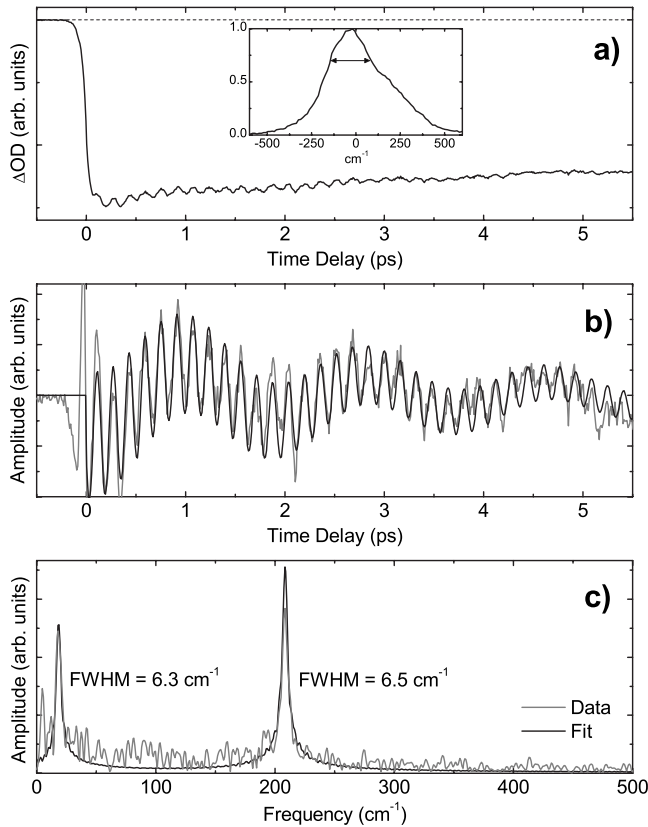 a)
ΔOD (arb. units)
1.0
0.5
0.0
-500 -250 0 250 500
cm⁻¹
0 1 2 3 4 5
Time Delay (ps)
b)
Amplitude (arb. units)
0 1 2 3 4 5
Time Delay (ps)
c)
Amplitude (arb. units)
FWHM = 6.3 cm⁻¹
FWHM = 6.5 cm⁻¹
Data
Fit
0 100 200 300 400 500
Frequency (cm⁻¹)